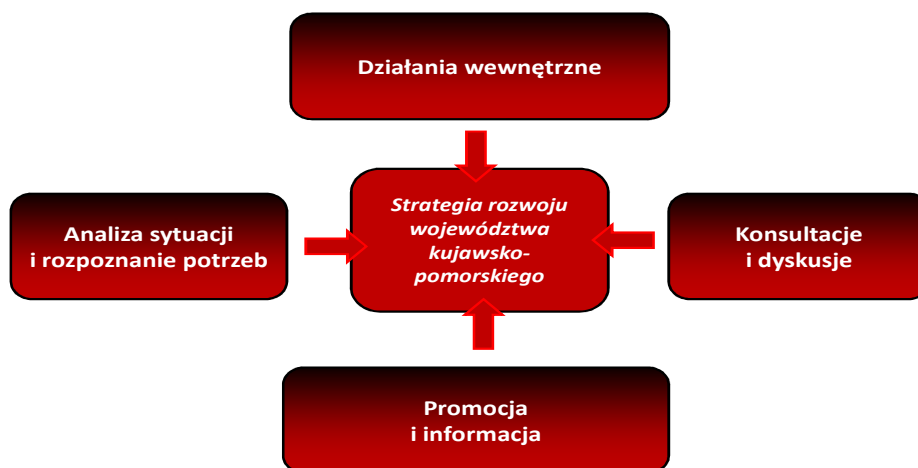 Działania wewnętrzne
Strategia rozwoju
województwa
kujawsko-
pomorskiego
Analiza sytuacji
i rozpoznanie potrzeb
Konsultacje
i dyskusje
Promocja
i informacja